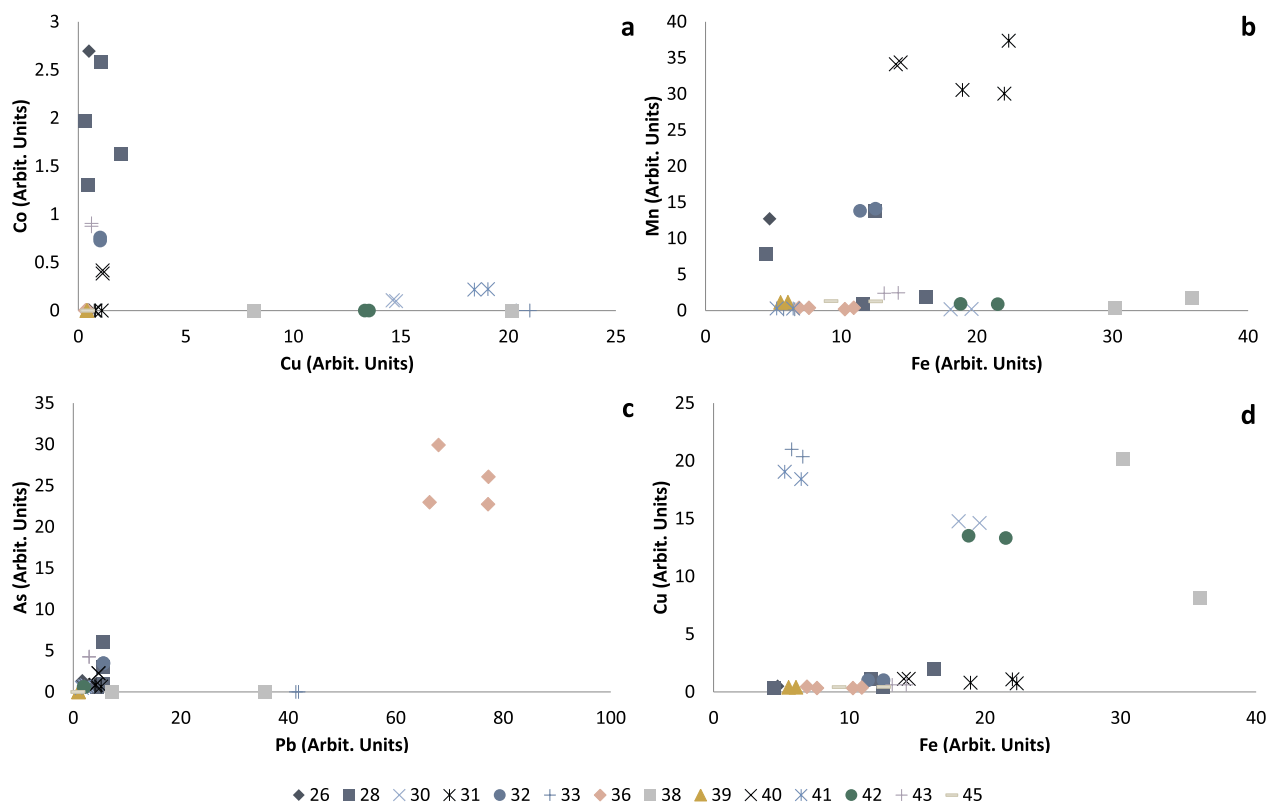 a
3
2.5
2
1.5
1
0.5
0
Co (Arbit. Units)
0 5 10 15 20 25
Cu (Arbit. Units)
b
40
35
30
25
20
15
10
5
0
Mn (Arbit. Units)
0 10 20 30 40
Fe (Arbit. Units)
c
35
30
25
20
15
10
5
0
As (Arbit. Units)
0 20 40 60 80 100
Pb (Arbit. Units)
d
25
20
15
10
5
0
Cu (Arbit. Units)
0 10 20 30 40
Fe (Arbit. Units)
26 28 30 31 32 33 36 38 39 40 41 42 43 45